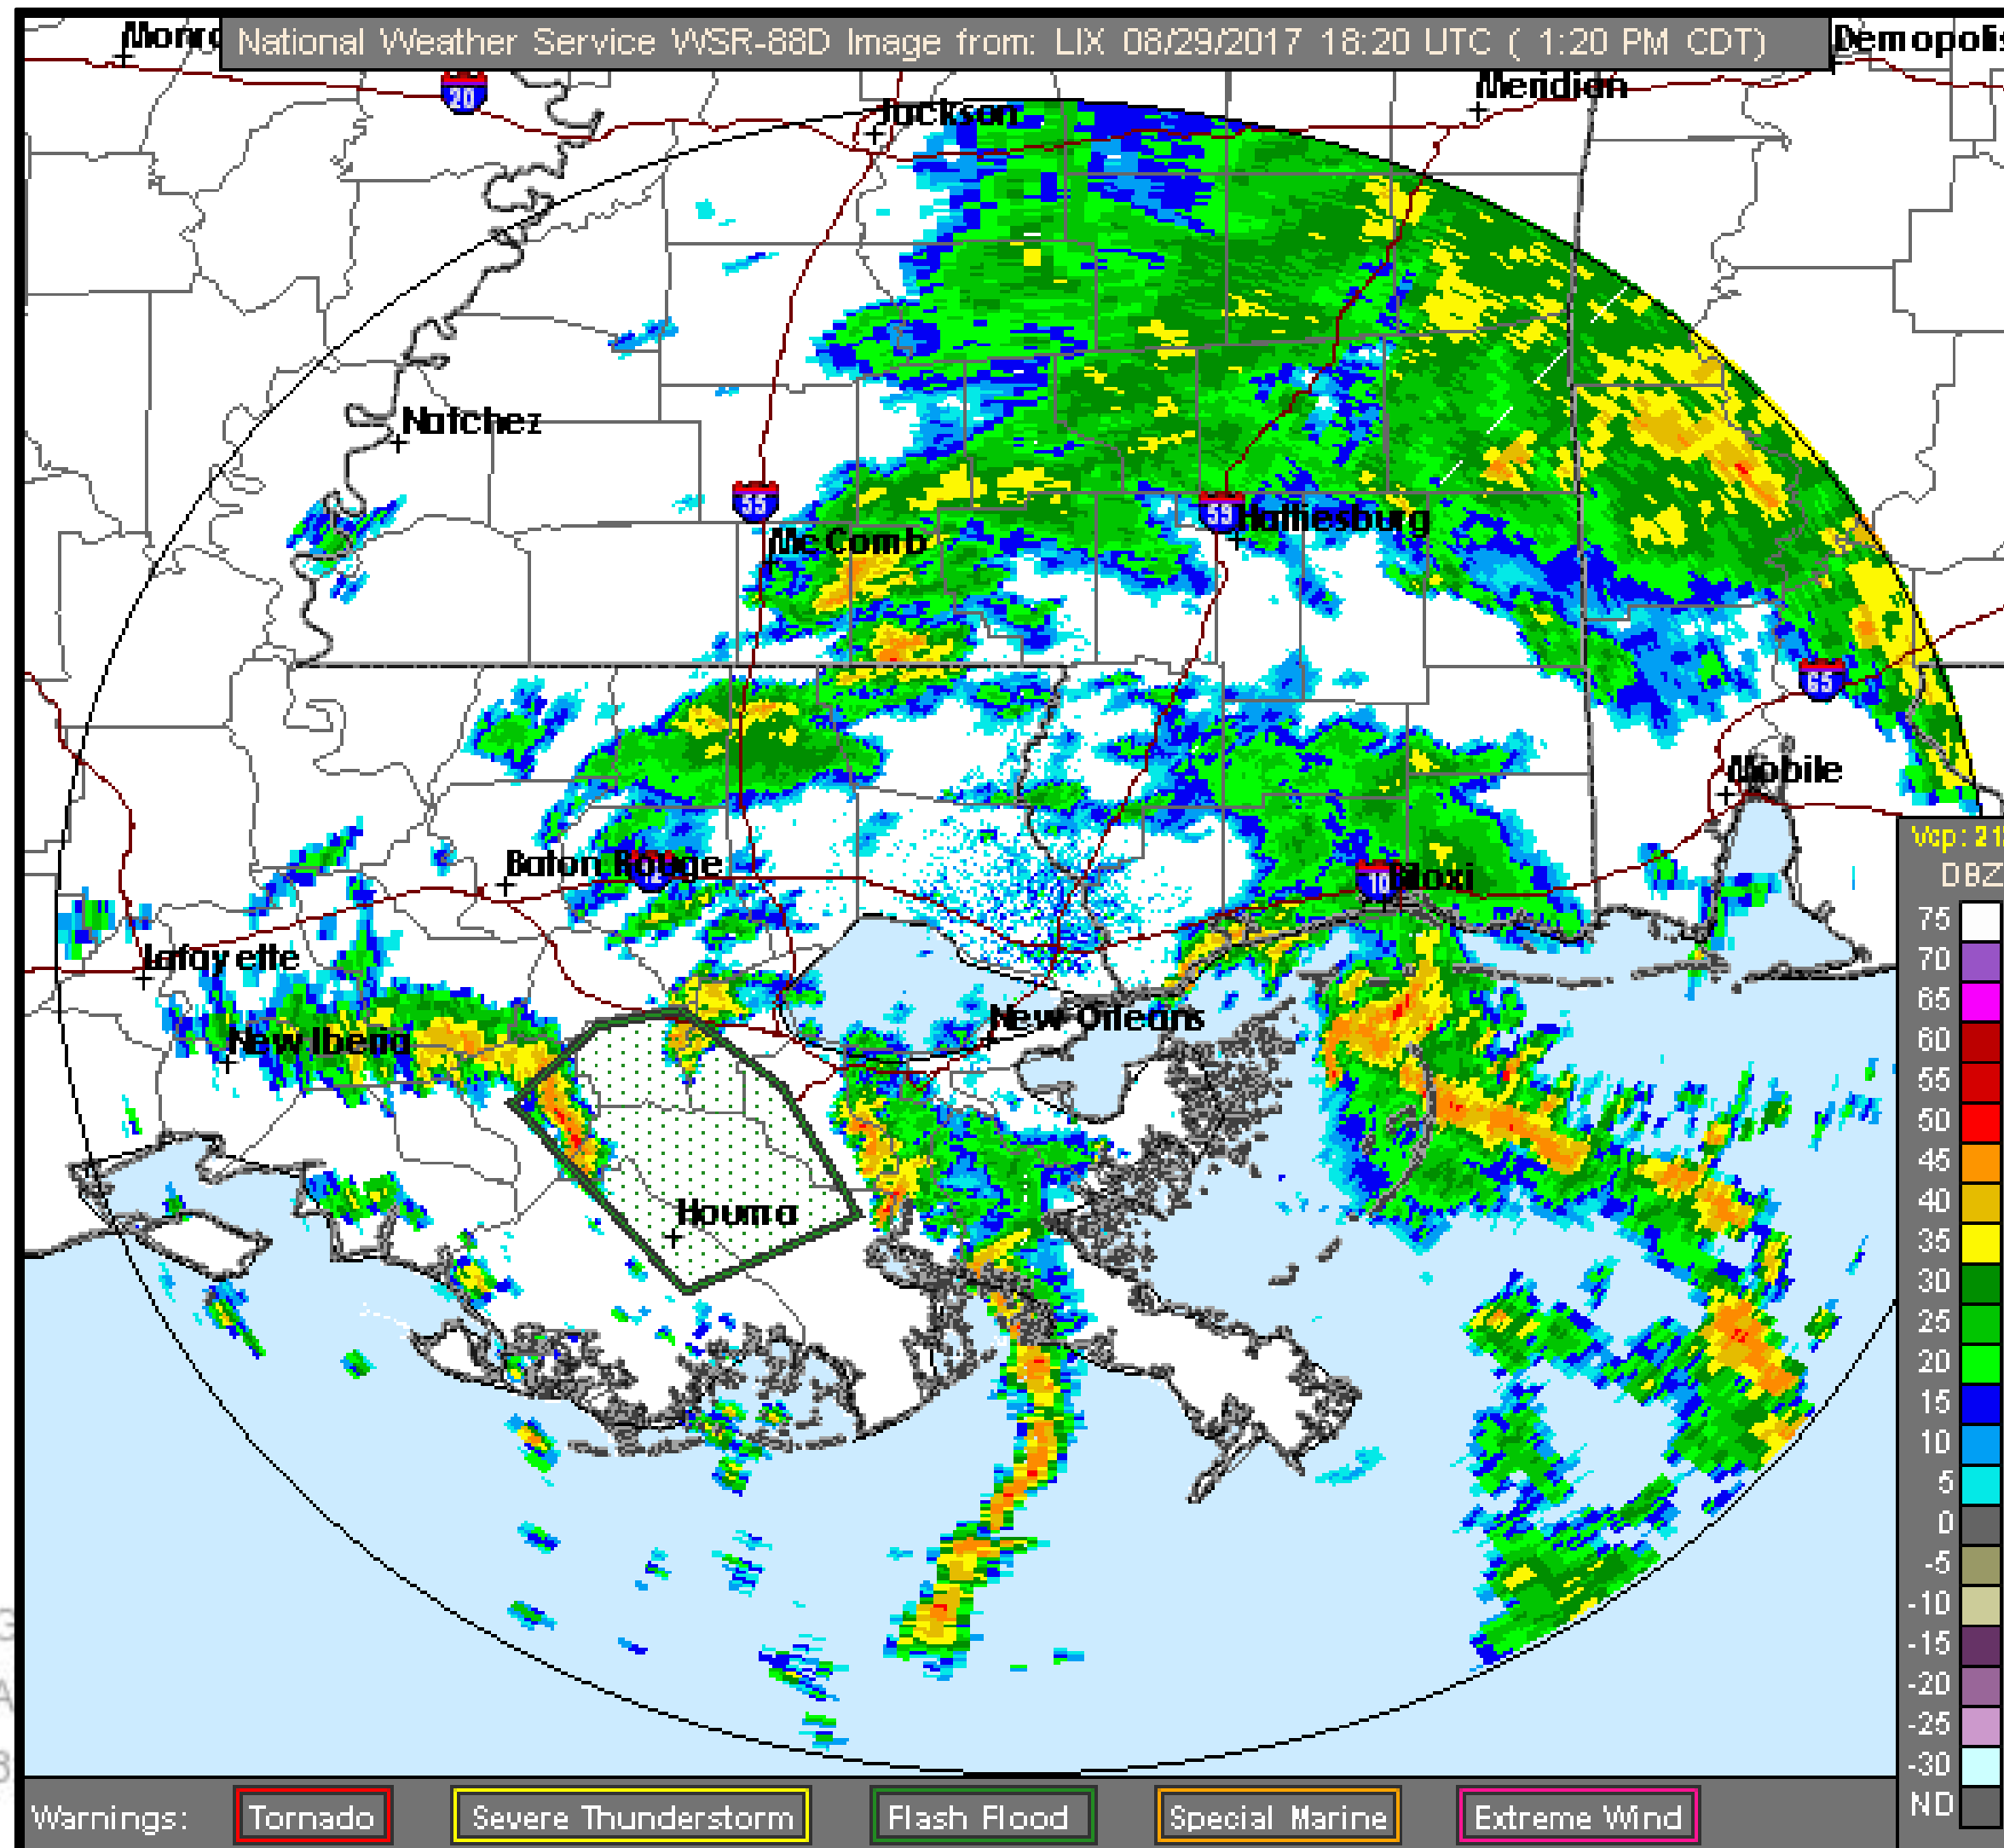 National Weather Service WSR-88D Image from: LIX 08/29/2017 18:20 UTC ( 1:20 PM CDT)
Demopolis
Meridian
20
Jackson
Natchez
55
59
Hattiesburg
McComb
65
Mobile
Vcp: 21
DBZ
Baton Rouge
10
Biloxi
Lafayette
New Orleans
New Iberia
Houma
75
70
65
60
55
50
45
40
35
30
25
20
15
10
5
0
-5
-10
-15
-20
-25
-30
ND
Warnings: Tornado Severe Thunderstorm Flash Flood Special Marine Extreme Wind